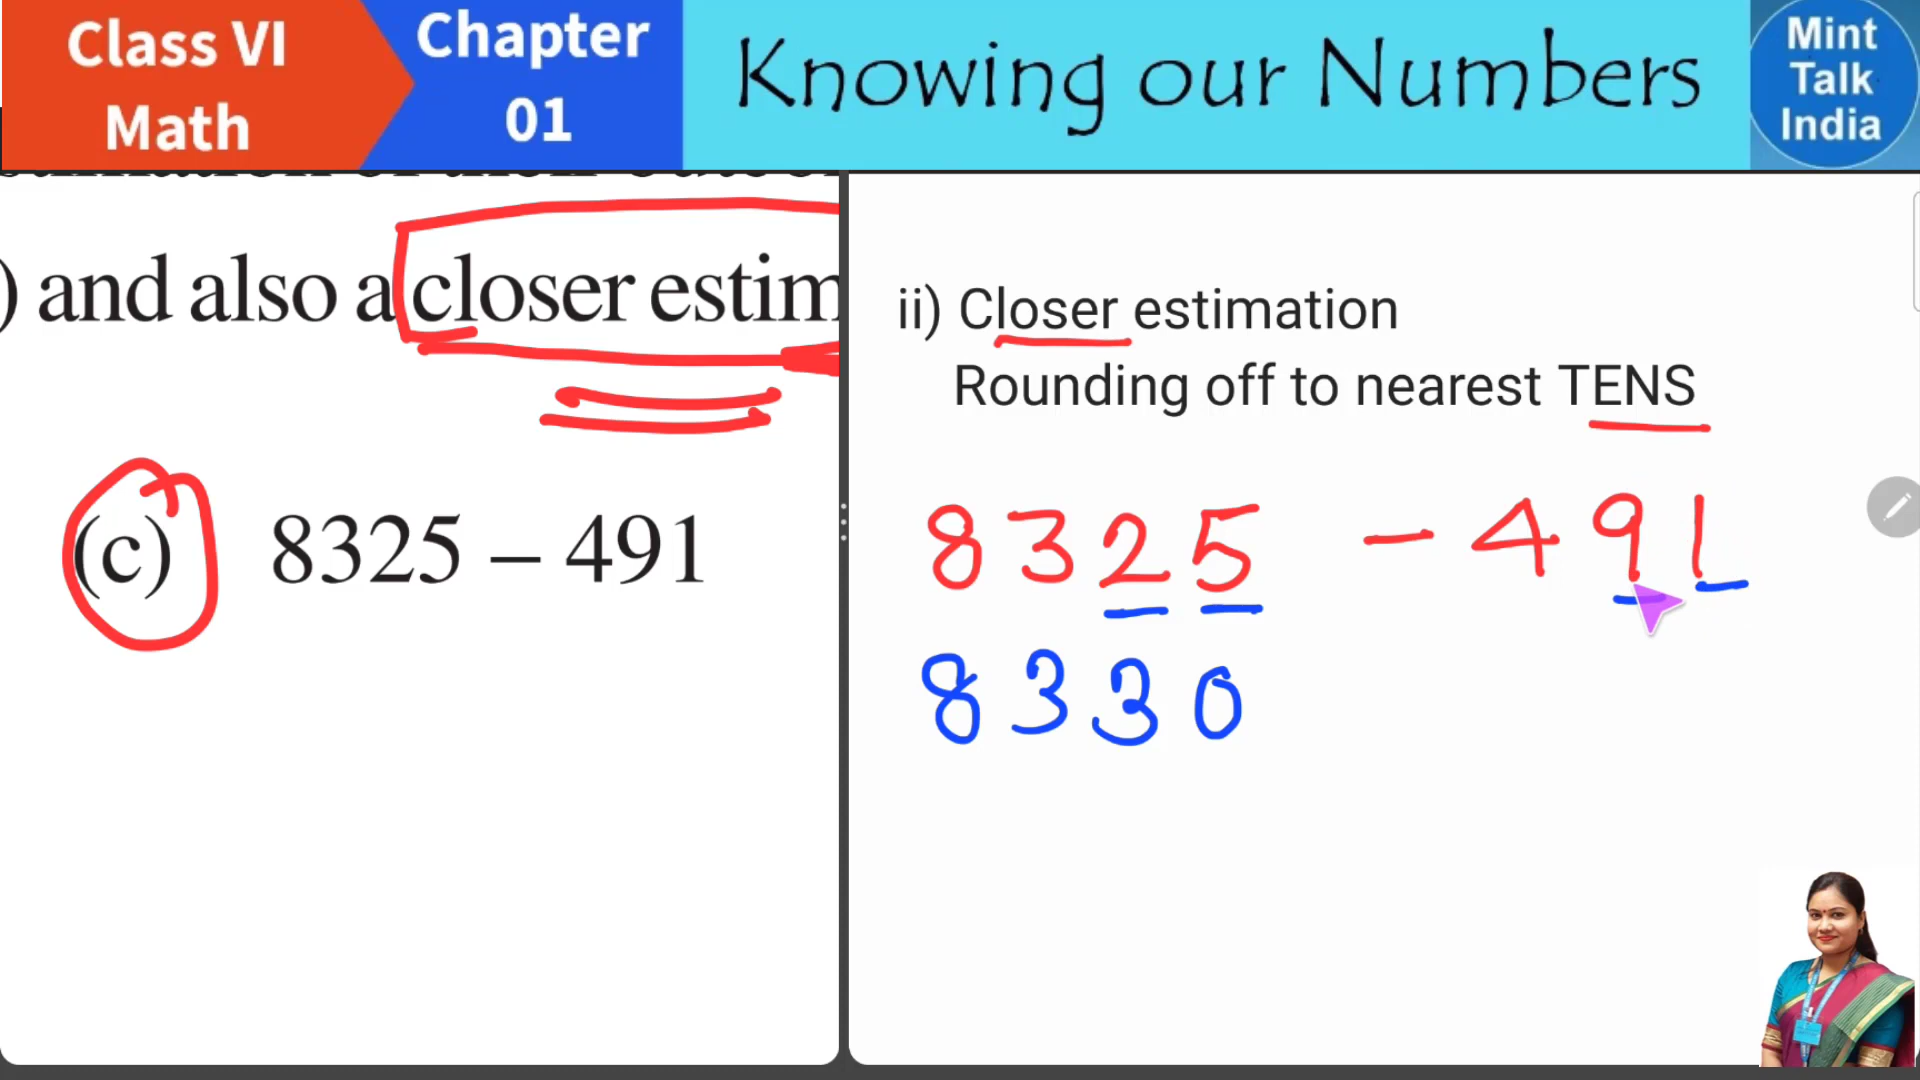 Class VI
Math
Chapter
01
Knowing our Numbers
Mint
Talk
India
) and also a closer estim
(c) 8325 – 491
ii) Closer estimation
Rounding off to nearest TENS
8325 - 491
8330